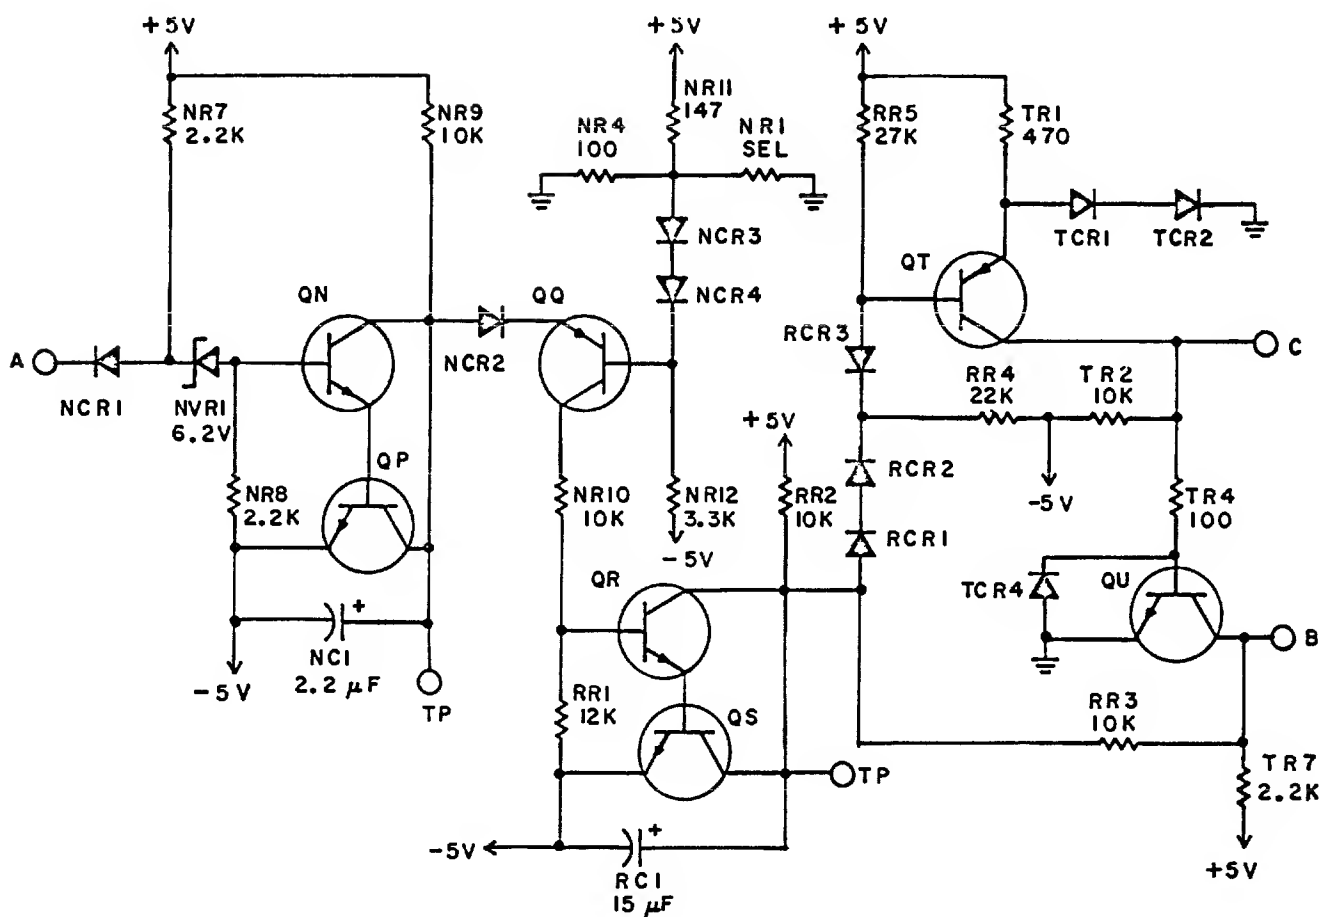 +5V
+5V
+5V
NR7
2.2K
NR9
10K
NR11
147
NR4
100
NR1
SEL
RR5
27K
TR1
470
NCR3
TCR1
TCR2
QT
NCR4
QN
QQ
RCR3
A
C
NCR1
NVR1
6.2V
NCR2
RR4
22K
TR2
10K
+5V
QP
RCR2
NR8
2.2K
NR10
10K
NR12
3.3K
RR2
10K
-5V
TR4
100
-5V
RCR1
QR
TCR4
QU
B
NC1
2.2 μF
-5V
TP
RR1
12K
QS
RR3
10K
TP
TR7
2.2K
-5V
RC1
15 μF
+5V